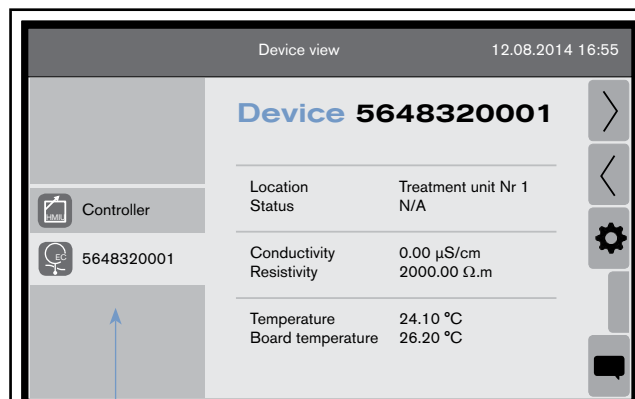 Device view 12.08.2014 16:55
Device 5648320001
Location Treatment unit Nr 1
Status N/A
HMIU Controller
EC 5648320001
Conductivity 0.00 µS/cm
Resistivity 2000.00 Ω.m
Temperature 24.10 °C
Board temperature 26.20 °C